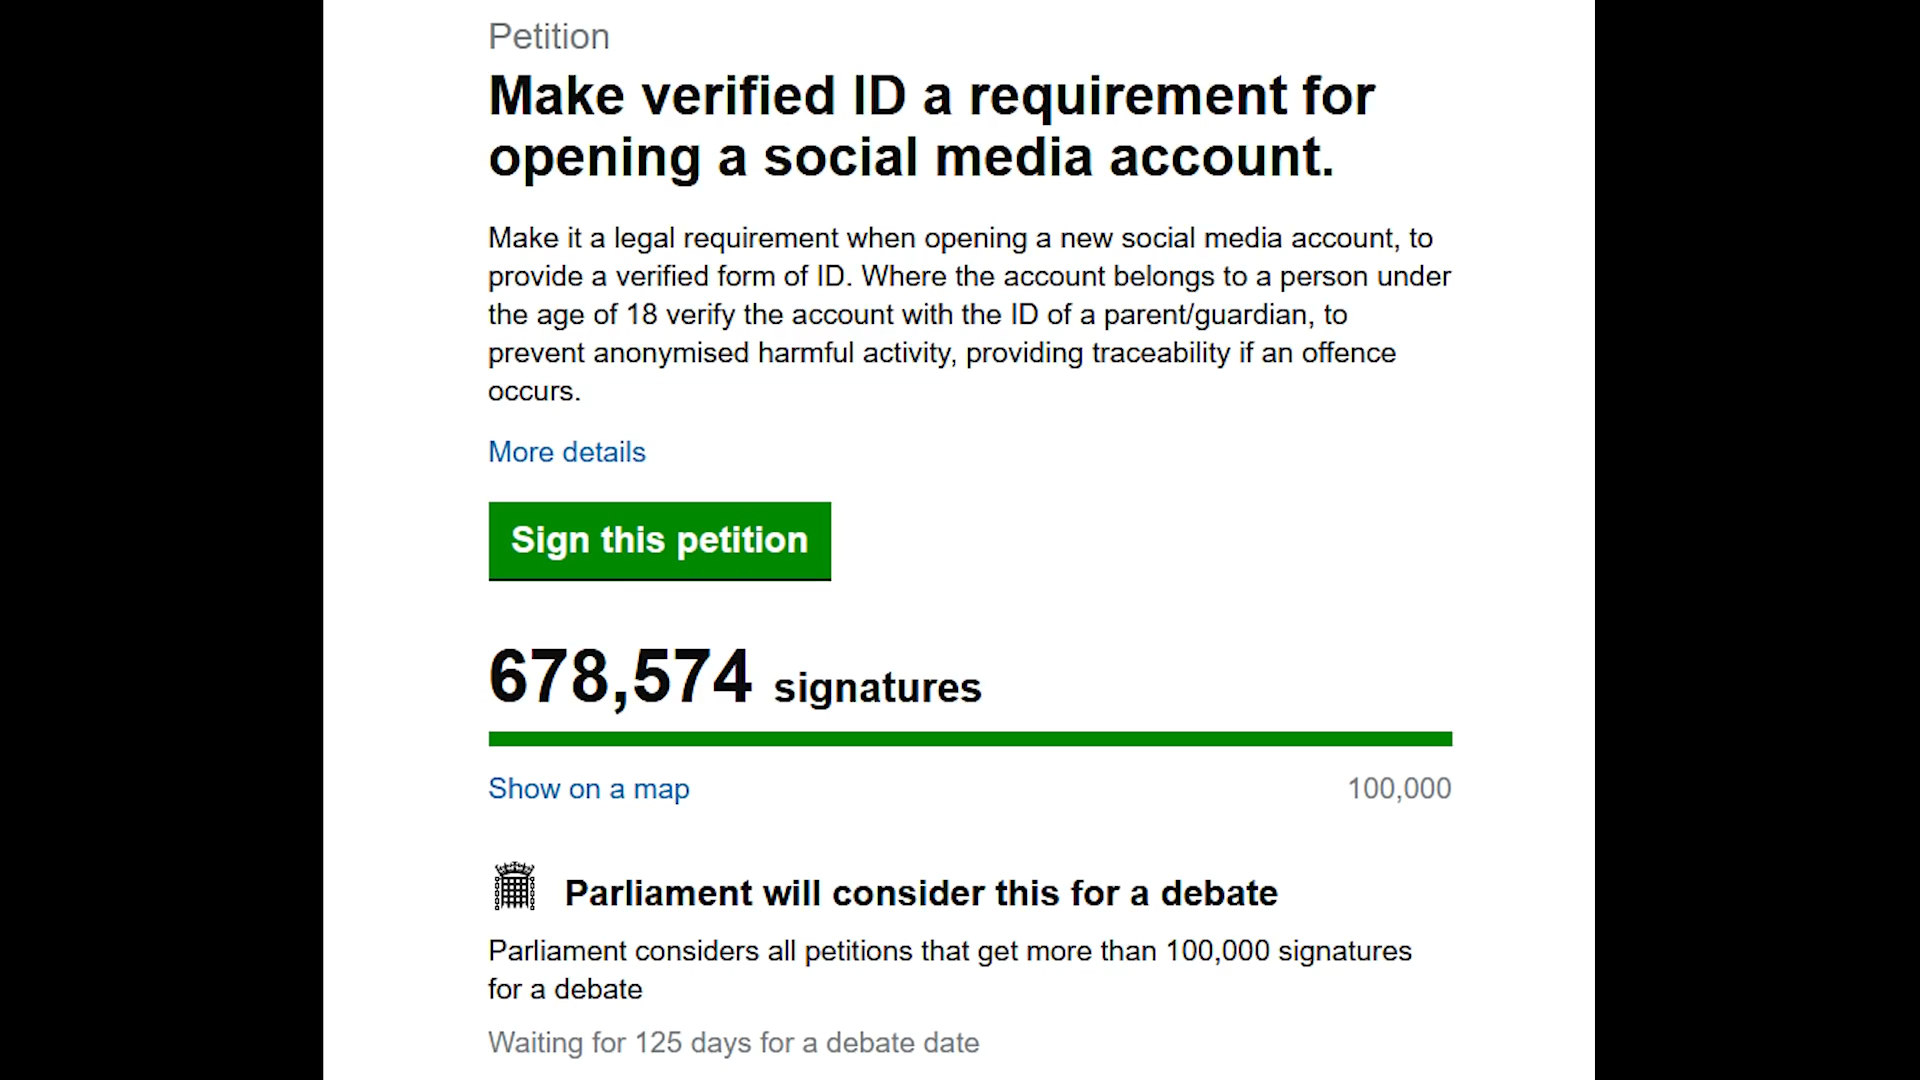 Petition
Make verified ID a requirement for
opening a social media account.
Make it a legal requirement when opening a new social media account, to
provide a verified form of ID. Where the account belongs to a person under
the age of 18 verify the account with the ID of a parent/guardian, to
prevent anonymised harmful activity, providing traceability if an offence
occurs.
More details
Sign this petition
678,574 signatures
Show on a map 100,000
Parliament will consider this for a debate
Parliament considers all petitions that get more than 100,000 signatures
for a debate
Waiting for 125 days for a debate date